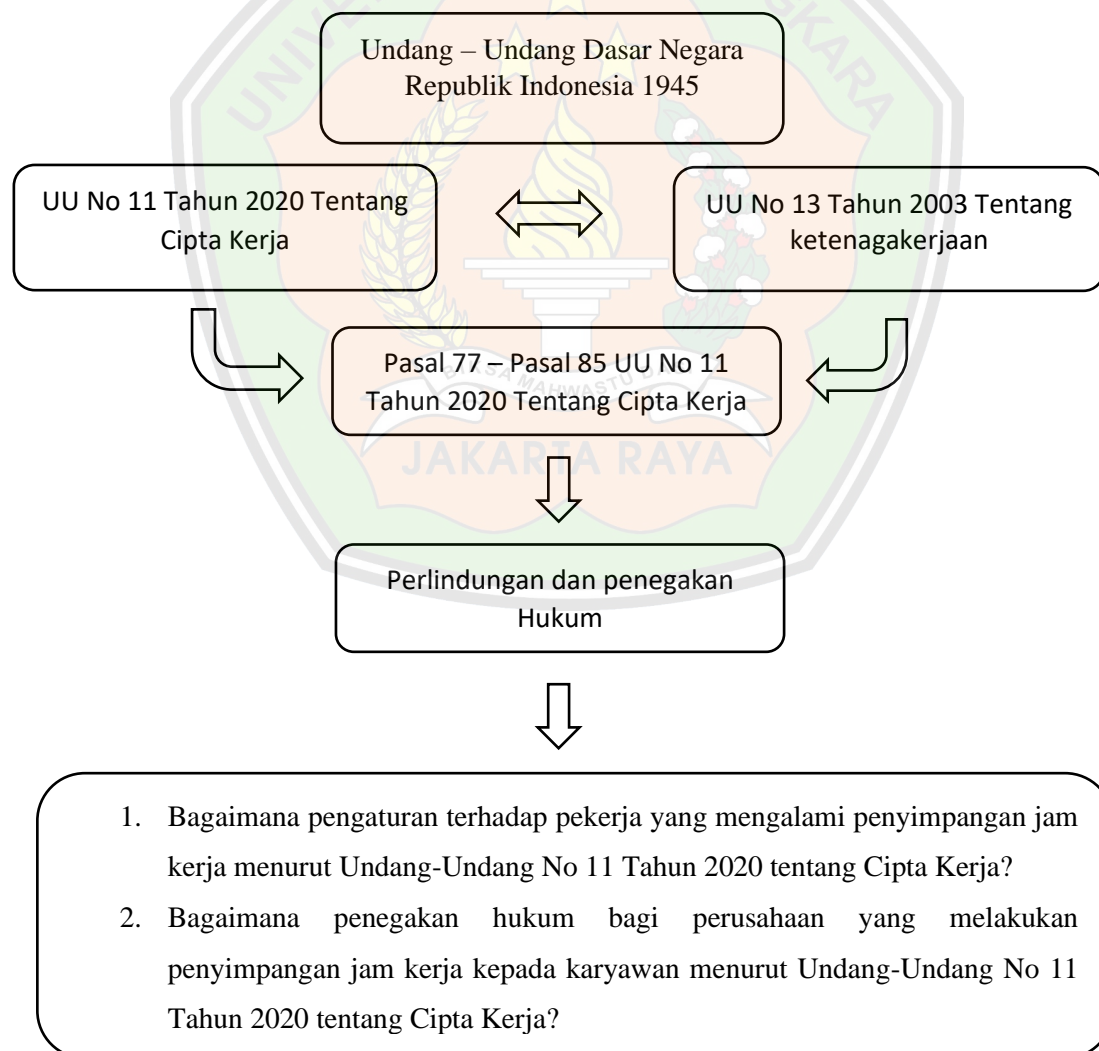 Undang – Undang Dasar Negara
Republik Indonesia 1945
UU No 11 Tahun 2020 Tentang
Cipta Kerja
UU No 13 Tahun 2003 Tentang
ketenagakerjaan
Pasal 77 – Pasal 85 UU No 11
Tahun 2020 Tentang Cipta Kerja
JAKARTA RAYA
Perlindungan dan penegakan
Hukum
1. Bagaimana pengaturan terhadap pekerja yang mengalami penyimpangan jam
kerja menurut Undang-Undang No 11 Tahun 2020 tentang Cipta Kerja?
2. Bagaimana penegakan hukum bagi perusahaan yang melakukan
penyimpangan jam kerja kepada karyawan menurut Undang-Undang No 11
Tahun 2020 tentang Cipta Kerja?